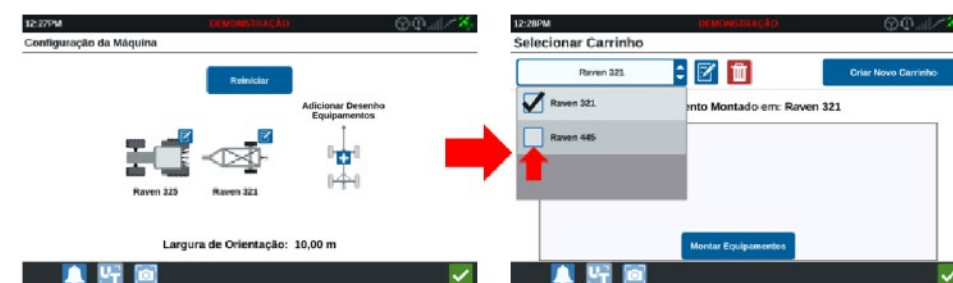 12:27PM DEMONSTRAÇÃO
Configuração da Máquina
Reiniciar
Adicionar Desenho
Equipamentos
Raven 325 Raven 321
Largura de Orientação: 10,00 m
UT
12:28PM DEMONSTRAÇÃO
Selecionar Carrinho
Raven 321 Criar Novo Carrinho
Raven 321
ento Montado em: Raven 321
Raven 445
Montar Equipamentos
UT